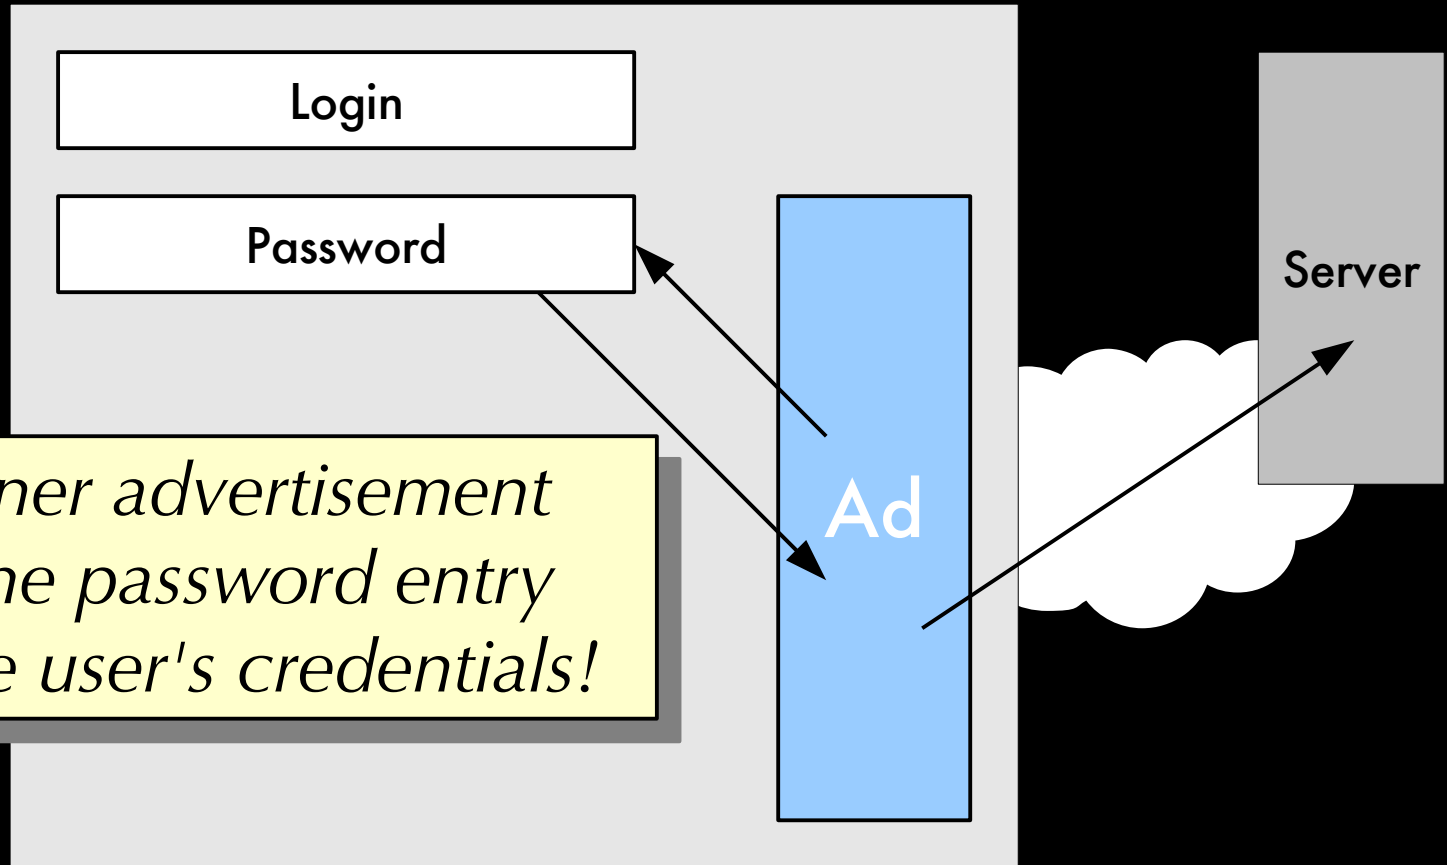 Login
Password
Server
Ad
ner advertisement
ne password entry
e user's credentials!